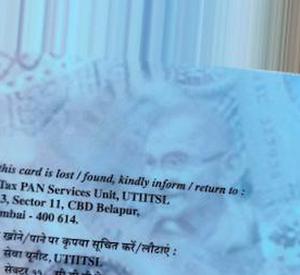 this card is lost / found, kindly inform / return to :
Tax PAN Services Unit, UTIITSL
3, Sector 11, CBD Belapur,
mbai - 400 614.
खोने/पाने पर कृपया सूचित करें/लौटाएं :
सेवा यूनीट, UTIITSL
सेक्टर ११